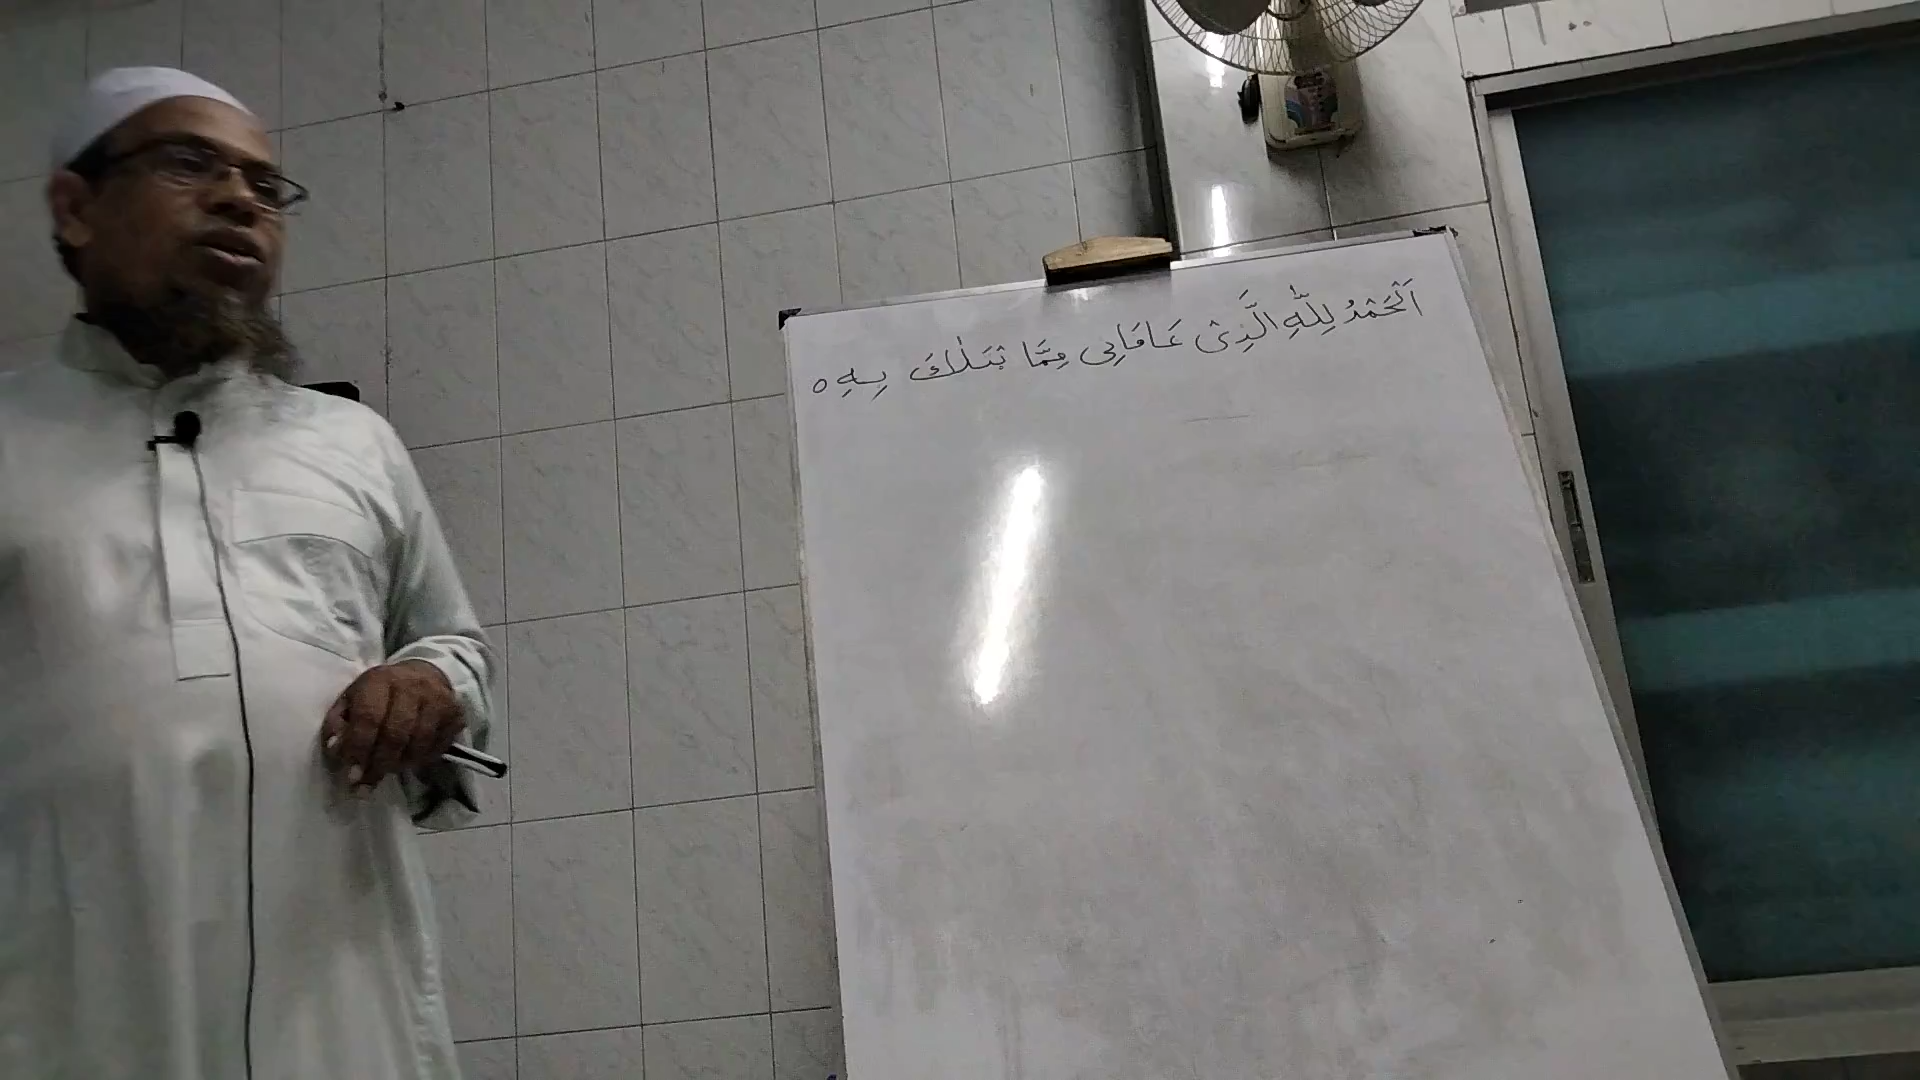 اَلْحَمْدُ لِلّٰهِ الَّذِىْ عَافَانِى مِمَّا بْتَلَاكَ بِهِ ٥